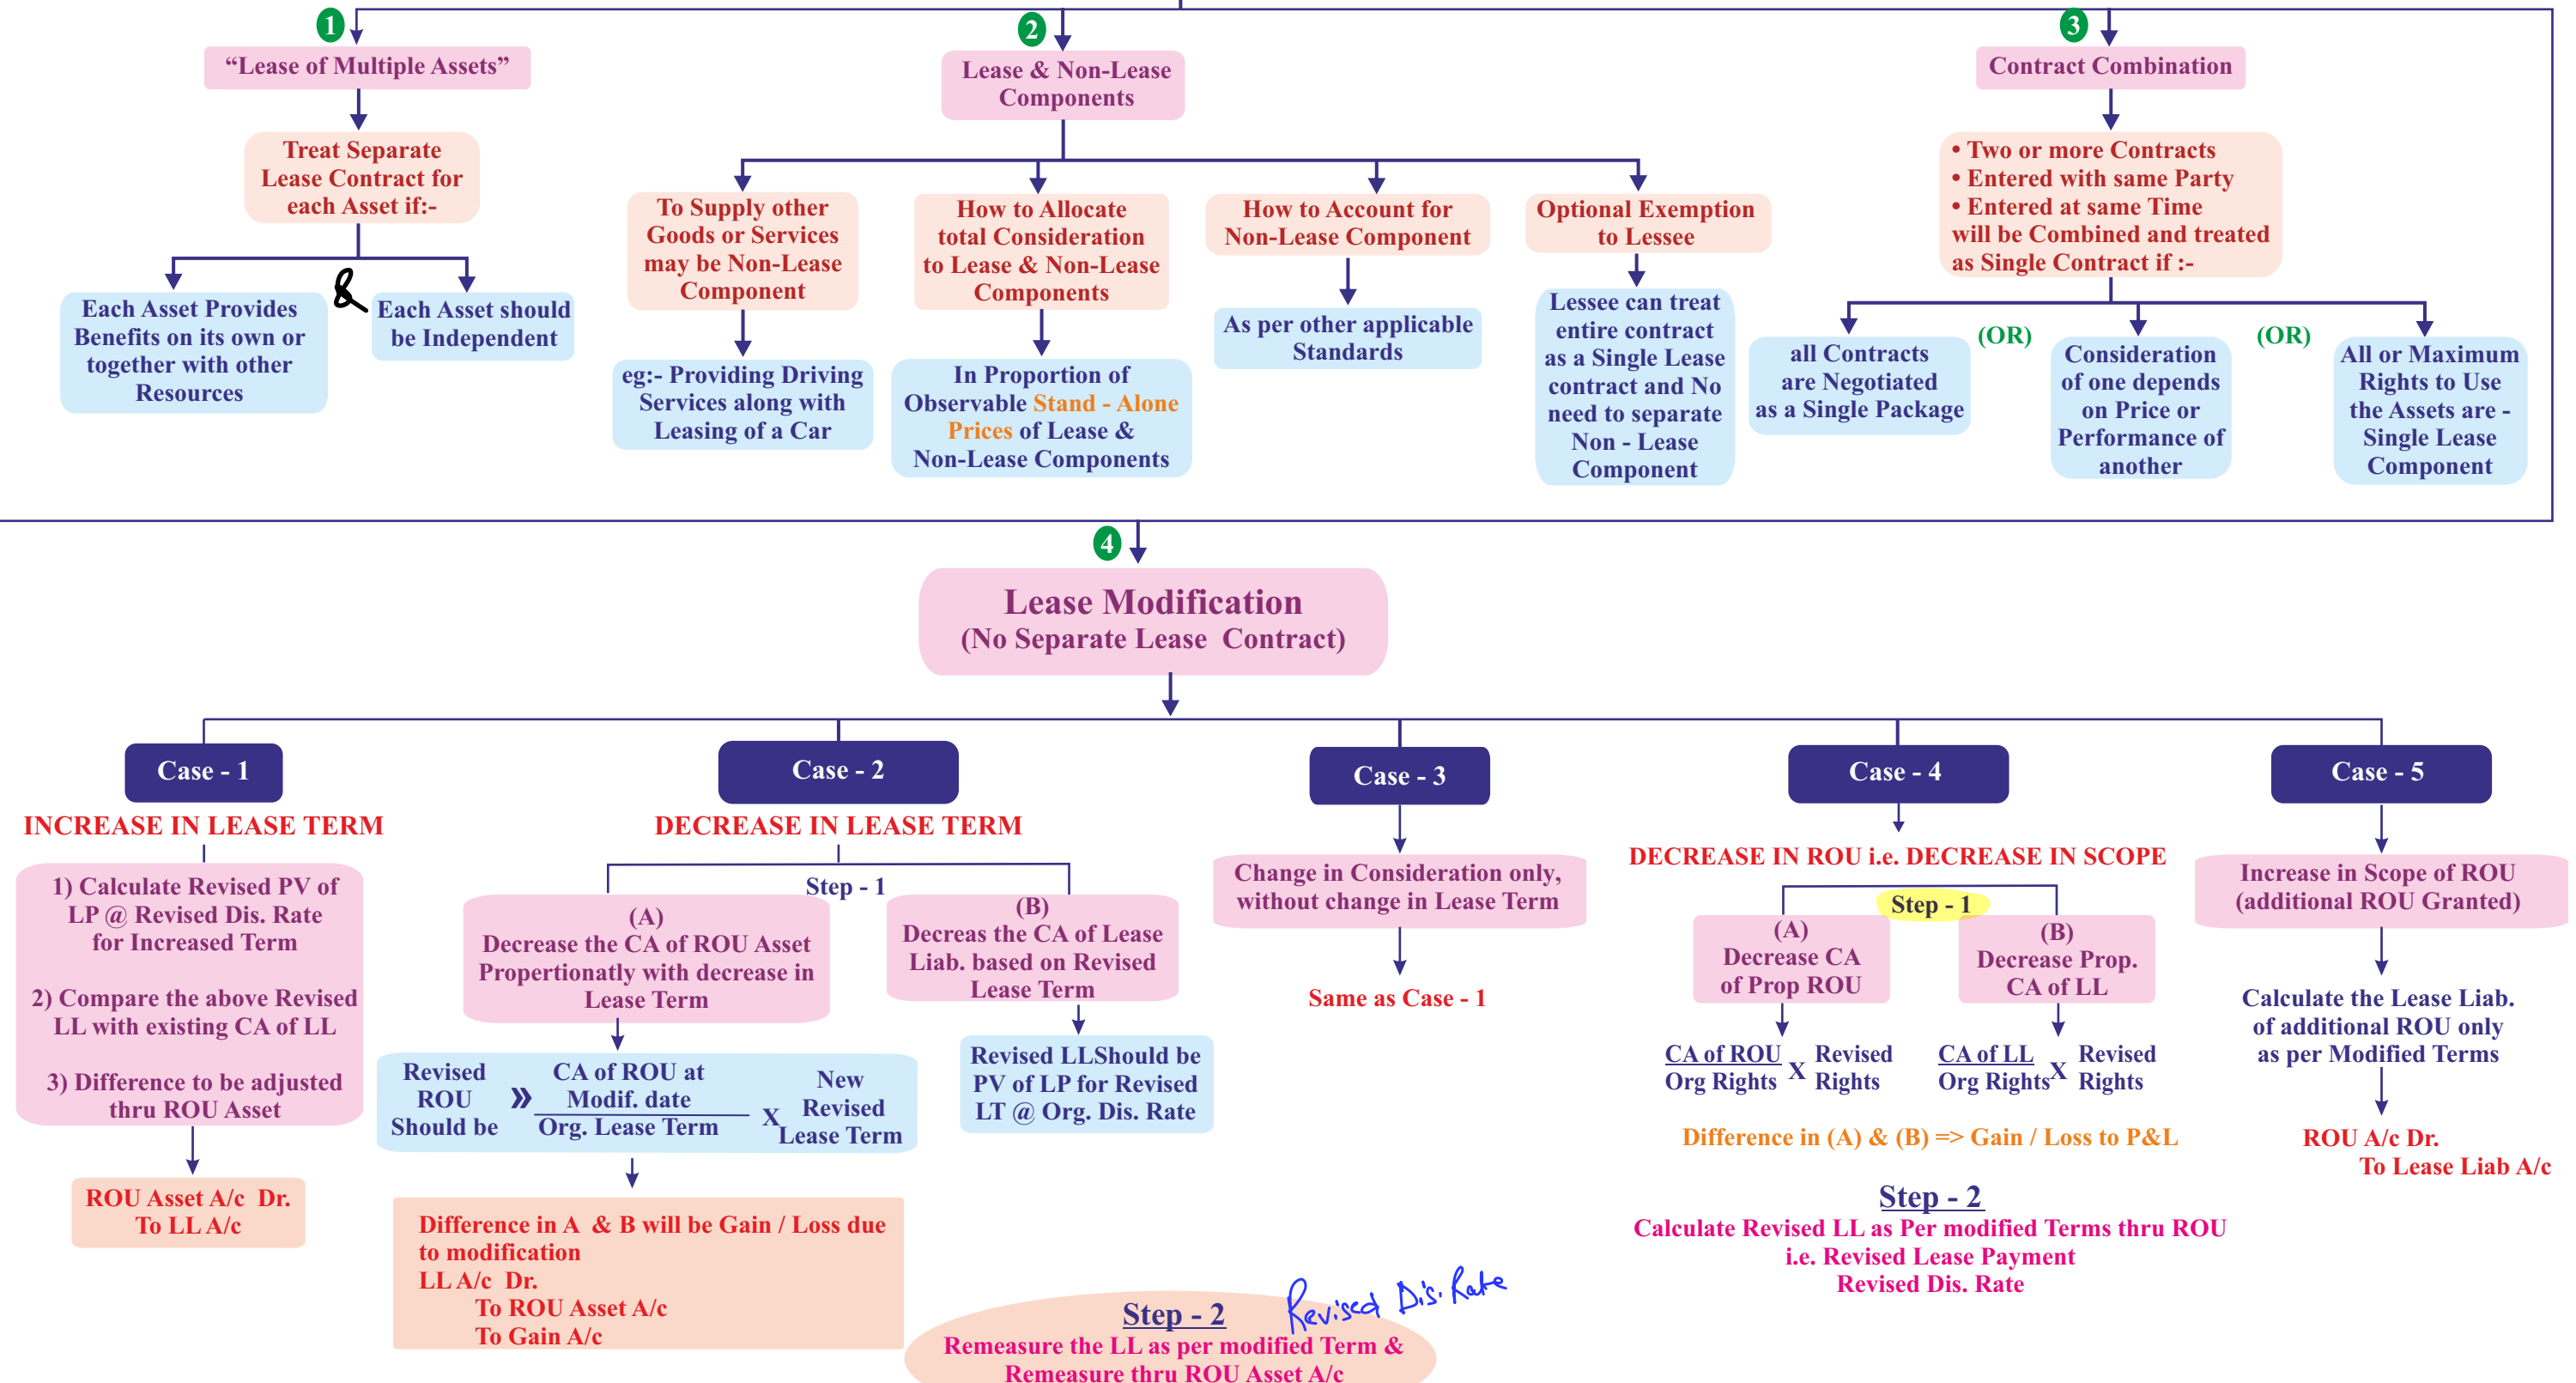 1
“Lease of Multiple Assets”
Treat Separate
Lease Contract for
each Asset if:-
Each Asset Provides
Benefits on its own or
together with other
Resources
&
Each Asset should
be Independent
2
Lease & Non-Lease
Components
To Supply other
Goods or Services
may be Non-Lease
Component
eg:- Providing Driving
Services along with
Leasing of a Car
How to Allocate
total Consideration
to Lease & Non-Lease
Components
In Proportion of
Observable Stand - Alone
Prices of Lease &
Non-Lease Components
How to Account for
Non-Lease Component
As per other applicable
Standards
Optional Exemption
to Lessee
Lessee can treat
entire contract
as a Single Lease
contract and No
need to separate
Non - Lease
Component
3
Contract Combination
• Two or more Contracts
• Entered with same Party
• Entered at same Time
will be Combined and treated
as Single Contract if :-
all Contracts
are Negotiated
as a Single Package
(OR)
Consideration
of one depends
on Price or
Performance of
another
(OR)
All or Maximum
Rights to Use
the Assets are -
Single Lease
Component
4
Lease Modification
(No Separate Lease Contract)
Case - 1
INCREASE IN LEASE TERM
1) Calculate Revised PV of
LP @ Revised Dis. Rate
for Increased Term
2) Compare the above Revised
LL with existing CA of LL
3) Difference to be adjusted
thru ROU Asset
ROU Asset A/c Dr.
To LL A/c
Case - 2
DECREASE IN LEASE TERM
Step - 1
(A)
Decrease the CA of ROU Asset
Propertionatly with decrease in
Lease Term
Revised
ROU
Should be
»
CA of ROU at
Modif. date
Org. Lease Term
X
New
Revised
Lease Term
Difference in A & B will be Gain / Loss due
to modification
LL A/c Dr.
To ROU Asset A/c
To Gain A/c
(B)
Decreas the CA of Lease
Liab. based on Revised
Lease Term
Revised LLShould be
PV of LP for Revised
LT @ Org. Dis. Rate
Step - 2
Revised Dis. Rate
Remeasure the LL as per modified Term &
Remeasure thru ROU Asset A/c
Case - 3
Change in Consideration only,
without change in Lease Term
Same as Case - 1
Case - 4
DECREASE IN ROU i.e. DECREASE IN SCOPE
Step - 1
(A)
Decrease CA
of Prop ROU
CA of ROU
Org Rights
X
Revised
Rights
(B)
Decrease Prop.
CA of LL
CA of LL
Org Rights
X
Revised
Rights
Difference in (A) & (B) => Gain / Loss to P&L
Step - 2
Calculate Revised LL as Per modified Terms thru ROU
i.e. Revised Lease Payment
Revised Dis. Rate
Case - 5
Increase in Scope of ROU
(additional ROU Granted)
Calculate the Lease Liab.
of additional ROU only
as per Modified Terms
ROU A/c Dr.
To Lease Liab A/c